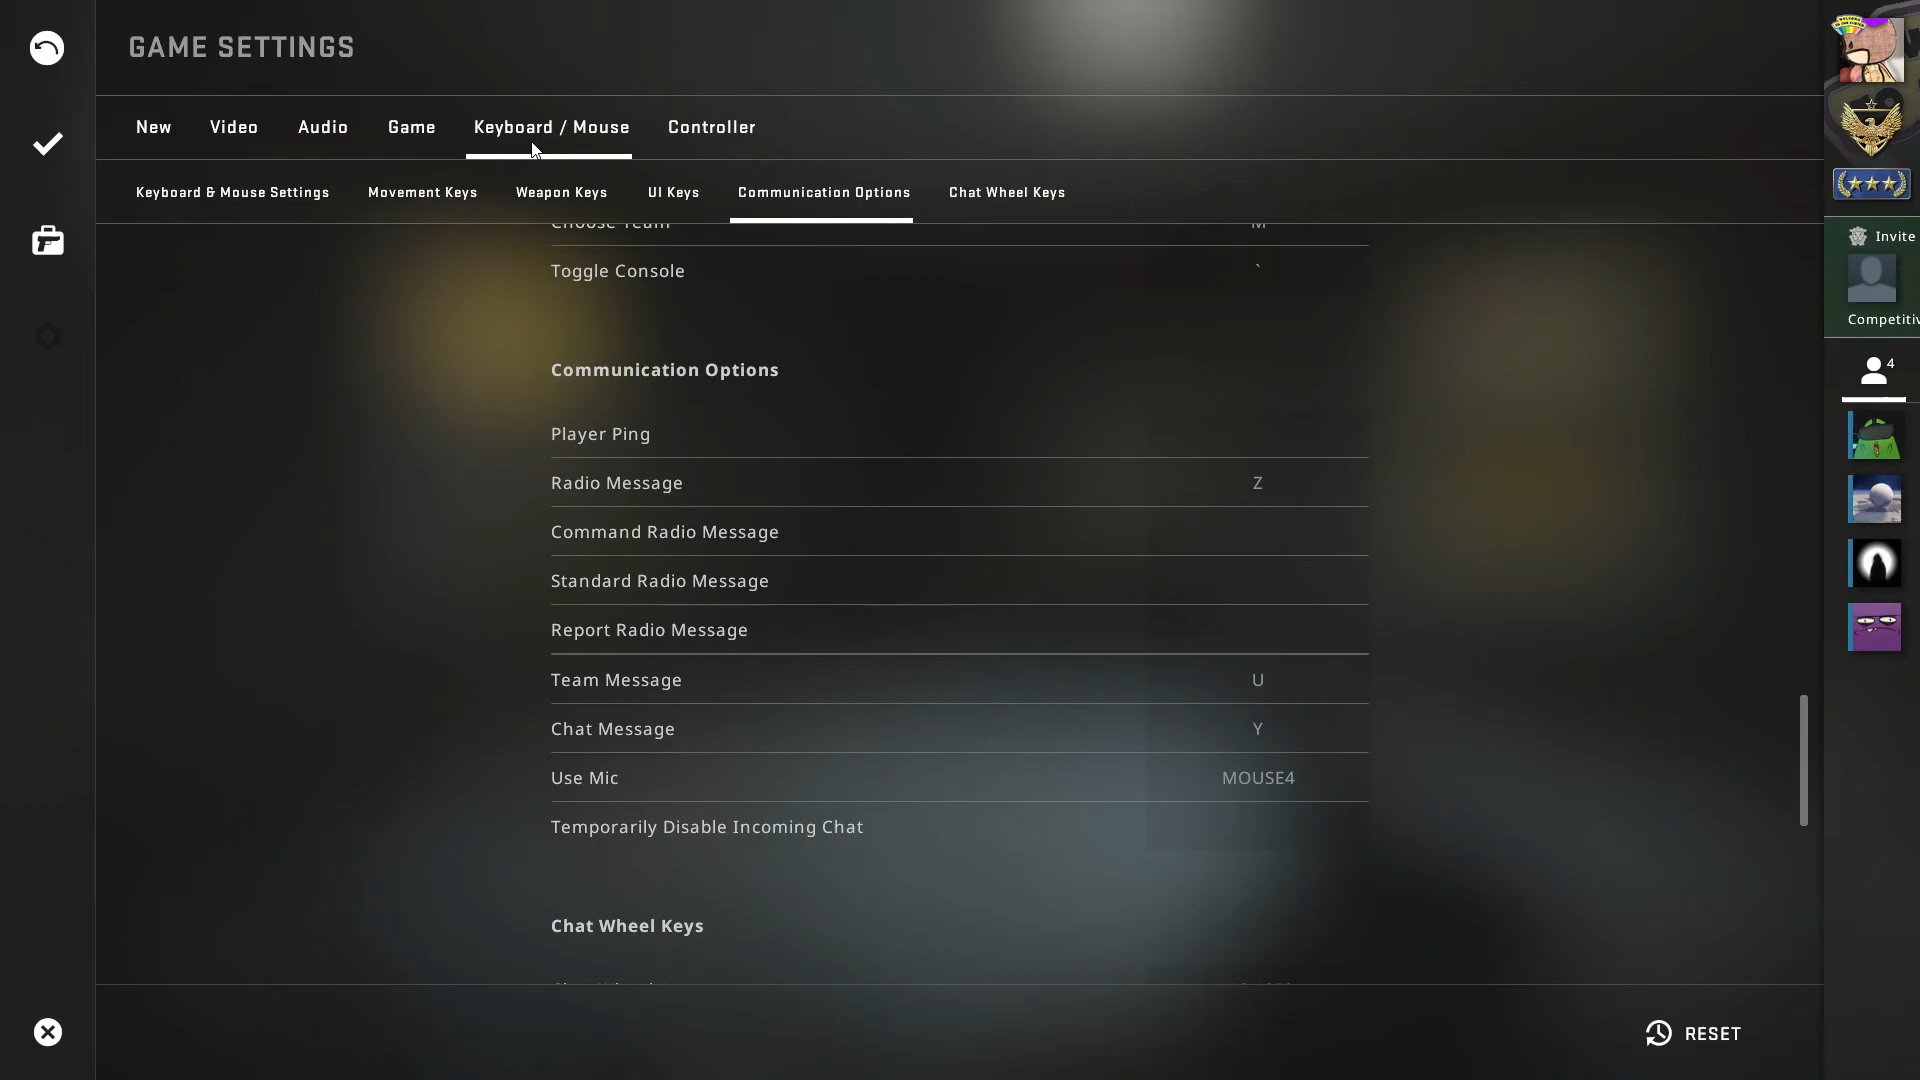 GAME SETTINGS
New Video Audio Game Keyboard / Mouse Controller
Keyboard & Mouse Settings Movement Keys Weapon Keys UI Keys Communication Options Chat Wheel Keys
Invite
Choose Team M
Toggle Console `
Competitiv
4
Communication Options
Player Ping
Radio Message Z
Command Radio Message
Standard Radio Message
Report Radio Message
Team Message U
Chat Message Y
Use Mic MOUSE4
Temporarily Disable Incoming Chat
Chat Wheel Keys
RESET